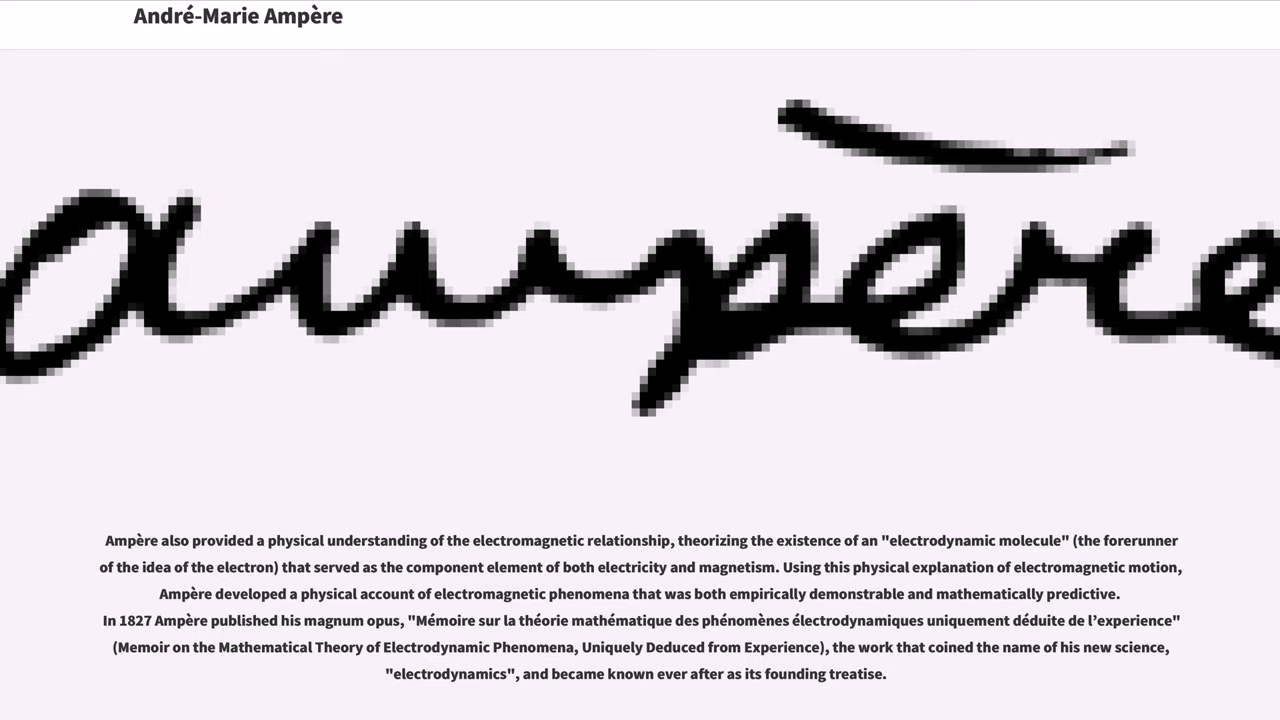 André-Marie Ampère
ampère
Ampère also provided a physical understanding of the electromagnetic relationship, theorizing the existence of an "electrodynamic molecule" (the forerunner
of the idea of the electron) that served as the component element of both electricity and magnetism. Using this physical explanation of electromagnetic motion,
Ampère developed a physical account of electromagnetic phenomena that was both empirically demonstrable and mathematically predictive.
In 1827 Ampère published his magnum opus, "Mémoire sur la théorie mathématique des phénomènes électrodynamiques uniquement déduite de l’experience"
(Memoir on the Mathematical Theory of Electrodynamic Phenomena, Uniquely Deduced from Experience), the work that coined the name of his new science,
"electrodynamics", and became known ever after as its founding treatise.